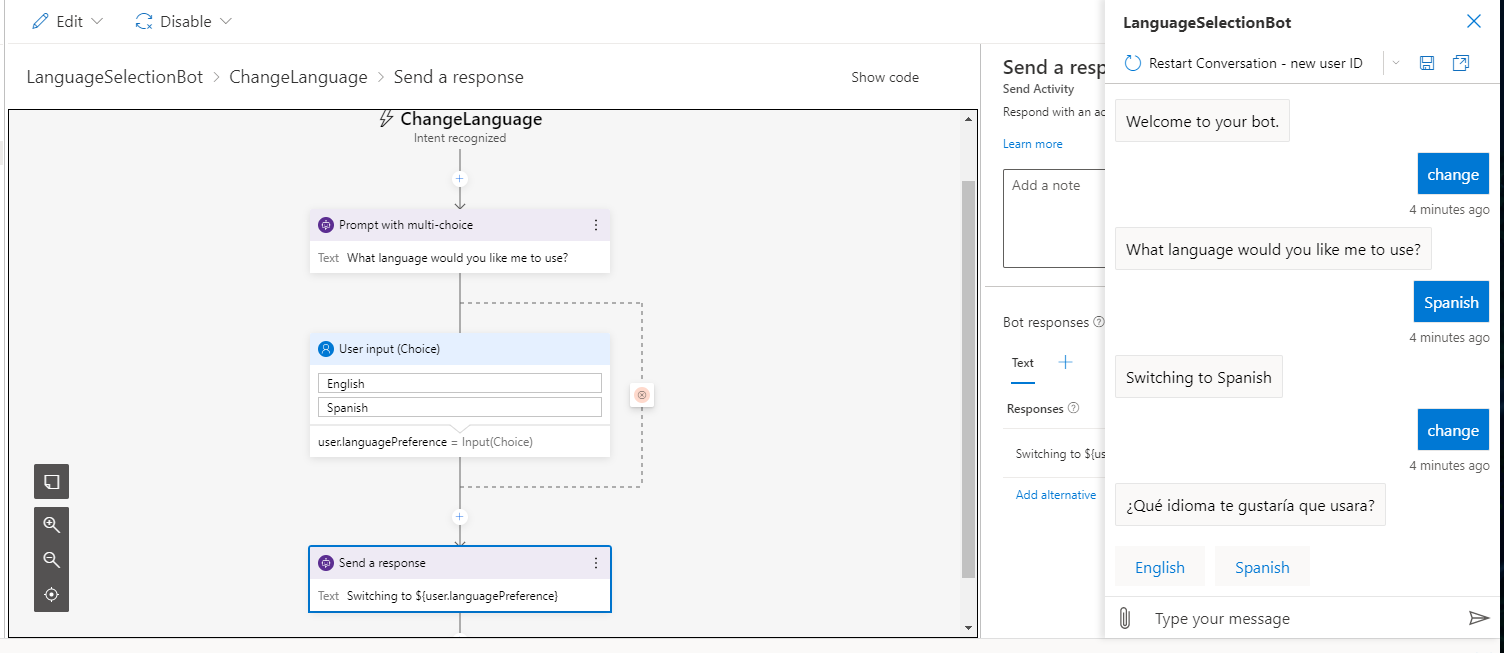 Edit
Disable
LanguageSelectionBot > ChangeLanguage > Send a response
Show code
ChangeLanguage
Intent recognized
Prompt with multi-choice
Text What language would you like me to use?
User input (Choice)
English
Spanish
user.languagePreference = Input(Choice)
Send a response
Text Switching to ${user.languagePreference}
Send a resp
Send Activity
Respond with an ac
Learn more
Add a note
Bot responses
Text
Responses
Switching to ${us
Add alternative
LanguageSelectionBot
Restart Conversation - new user ID
Welcome to your bot.
change
4 minutes ago
What language would you like me to use?
Spanish
4 minutes ago
Switching to Spanish
change
4 minutes ago
¿Qué idioma te gustaría que usara?
English
Spanish
Type your message